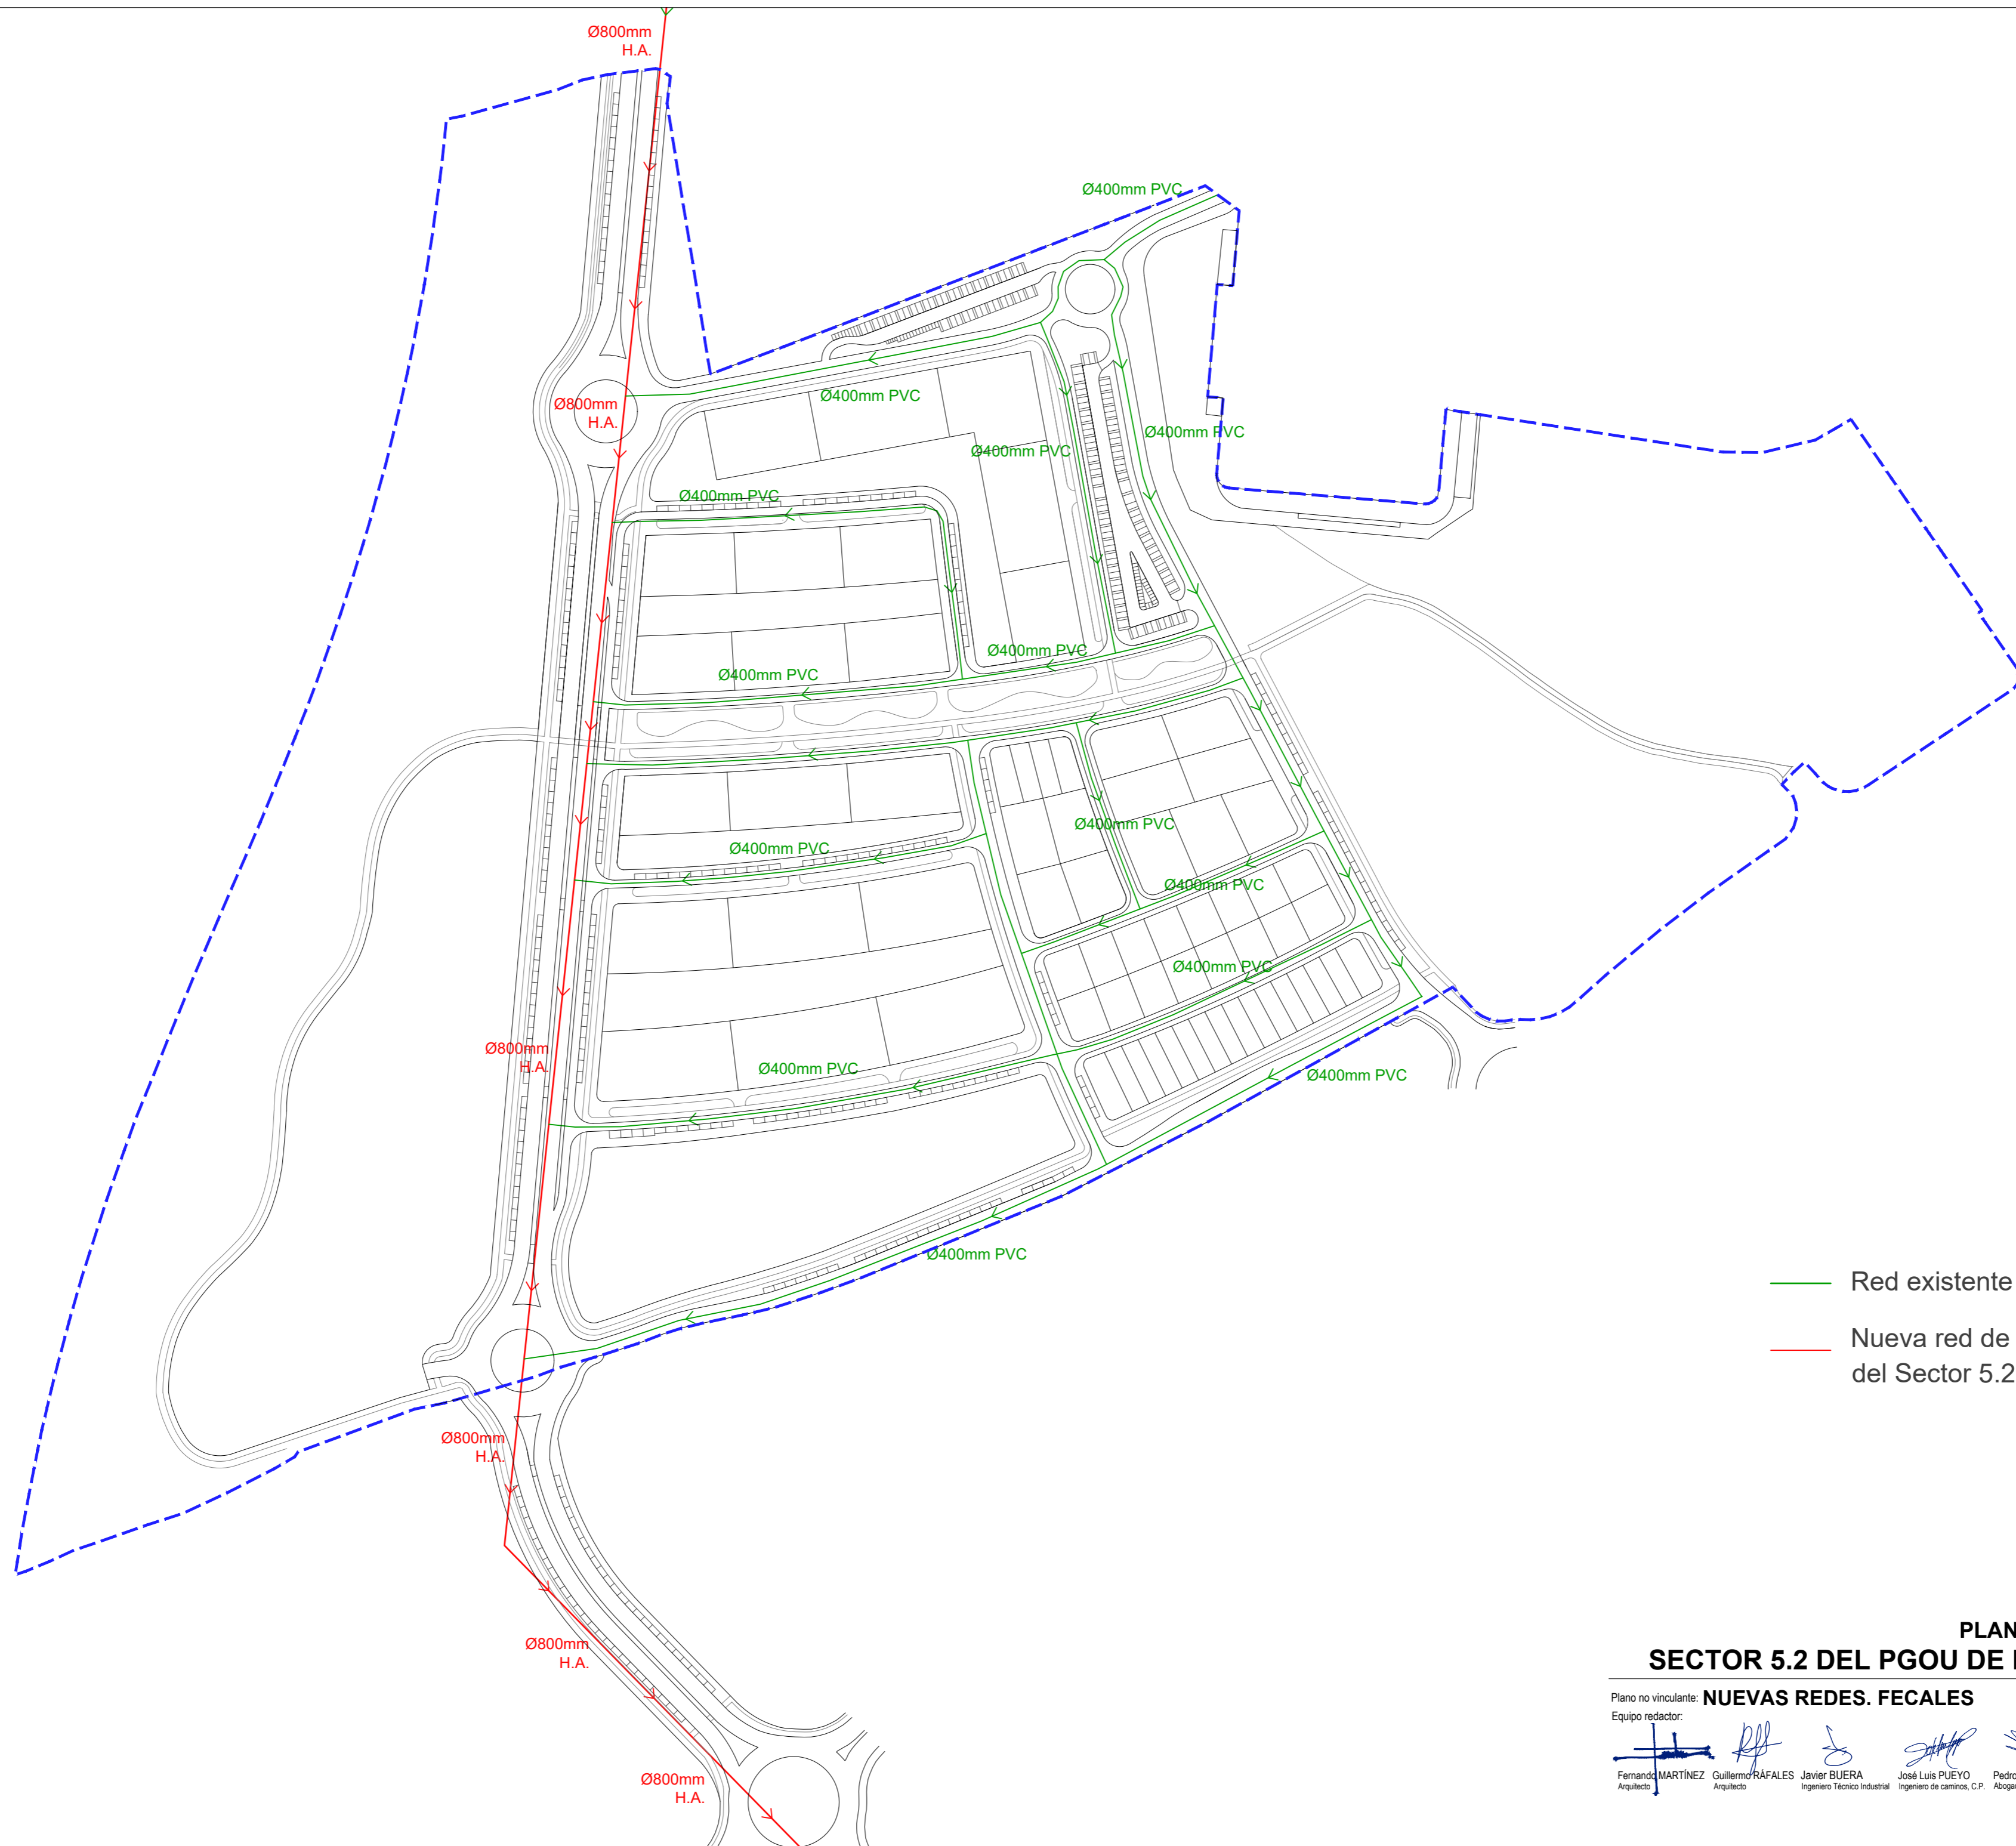 Ø800mm
H.A.
Ø400mm PVC
Ø400mm PVC
Ø800mm
H.A.
Ø400mm PVC
Ø400mm PVC
Ø400mm PVC
Ø400mm PVC
Ø400mm PVC
Ø400mm PVC
Ø400mm PVC
Ø400mm PVC
Ø400mm PVC
Ø800mm
H.A.
Ø400mm PVC
Ø400mm PVC
Ø400mm PVC
Red existente
Nueva red de
del Sector 5.2
Ø800mm
H.A.
Ø800mm
H.A.
Ø800mm
H.A.
PLAN
SECTOR 5.2 DEL PGOU DE
Plano no vinculante: NUEVAS REDES. FECALES
Equipo redactor:
Fernando MARTÍNEZ Guillermo RÁFALES Javier BUERA José Luis PUEYO Pedro
Arquitecto Arquitecto Ingeniero Técnico Industrial Ingeniero de caminos, C.P.